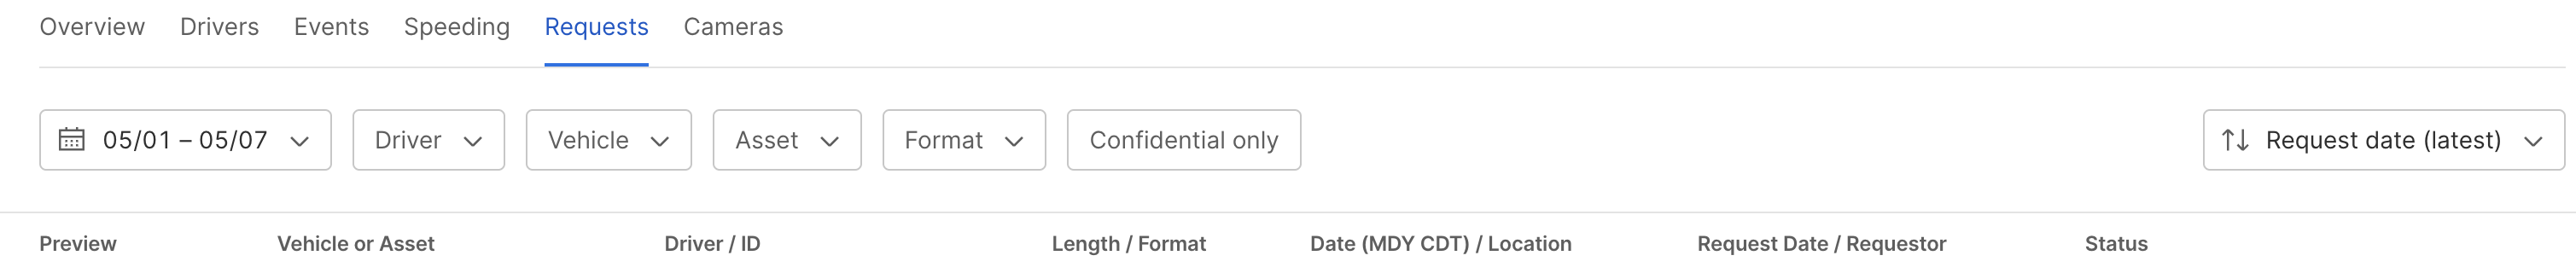 Overview Drivers Events Speeding Requests Cameras
05/01 – 05/07 Driver Vehicle Asset Format Confidential only Request date (latest)
Preview Vehicle or Asset Driver / ID Length / Format Date (MDY CDT) / Location Request Date / Requestor Status